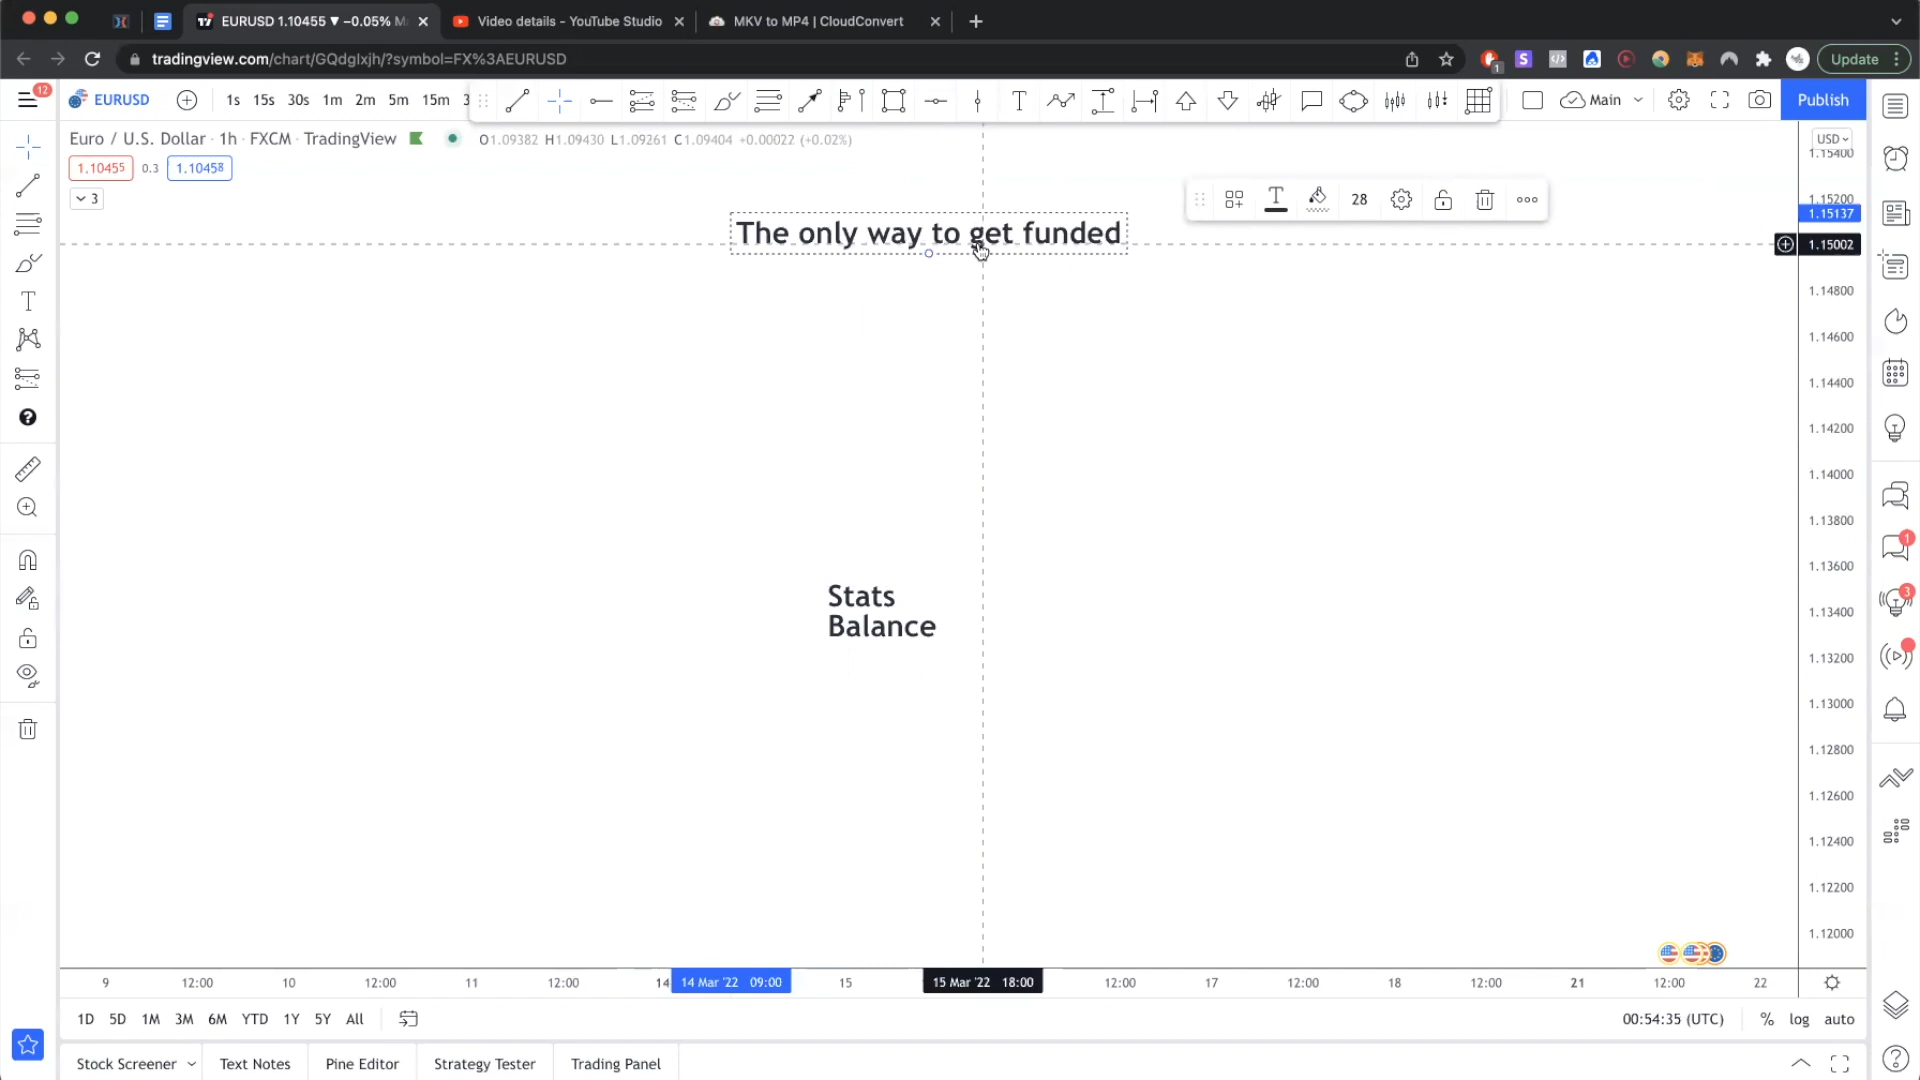 EURUSD 1.10455 ▼ −0.05% M
Video details - YouTube Studio
MKV to MP4 | CloudConvert
tradingview.com/chart/GQdglxjh/?symbol=FX%3AEURUSD
1
Update
12
EURUSD
1s 15s 30s 1m 2m 5m 15m 3
Main
Publish
Euro / U.S. Dollar · 1h · FXCM · TradingView
O1.09382 H1.09430 L1.09261 C1.09404 +0.00022 (+0.02%)
1.10455 0.3 1.10458
3
28
The only way to get funded
Stats
Balance
USD
1.15400
1.15200
1.15137
1.15002
1.14800
1.14600
1.14400
1.14200
1.14000
1.13800
1.13600
1.13400
1.13200
1.13000
1.12800
1.12600
1.12400
1.12200
1.12000
1
3
9 12:00 10 12:00 11 12:00 14 14 Mar '22 09:00 15 15 Mar '22 18:00 12:00 17 12:00 18 12:00 21 12:00 22
1D 5D 1M 3M 6M YTD 1Y 5Y All
00:54:35 (UTC) % log auto
Stock Screener Text Notes Pine Editor Strategy Tester Trading Panel